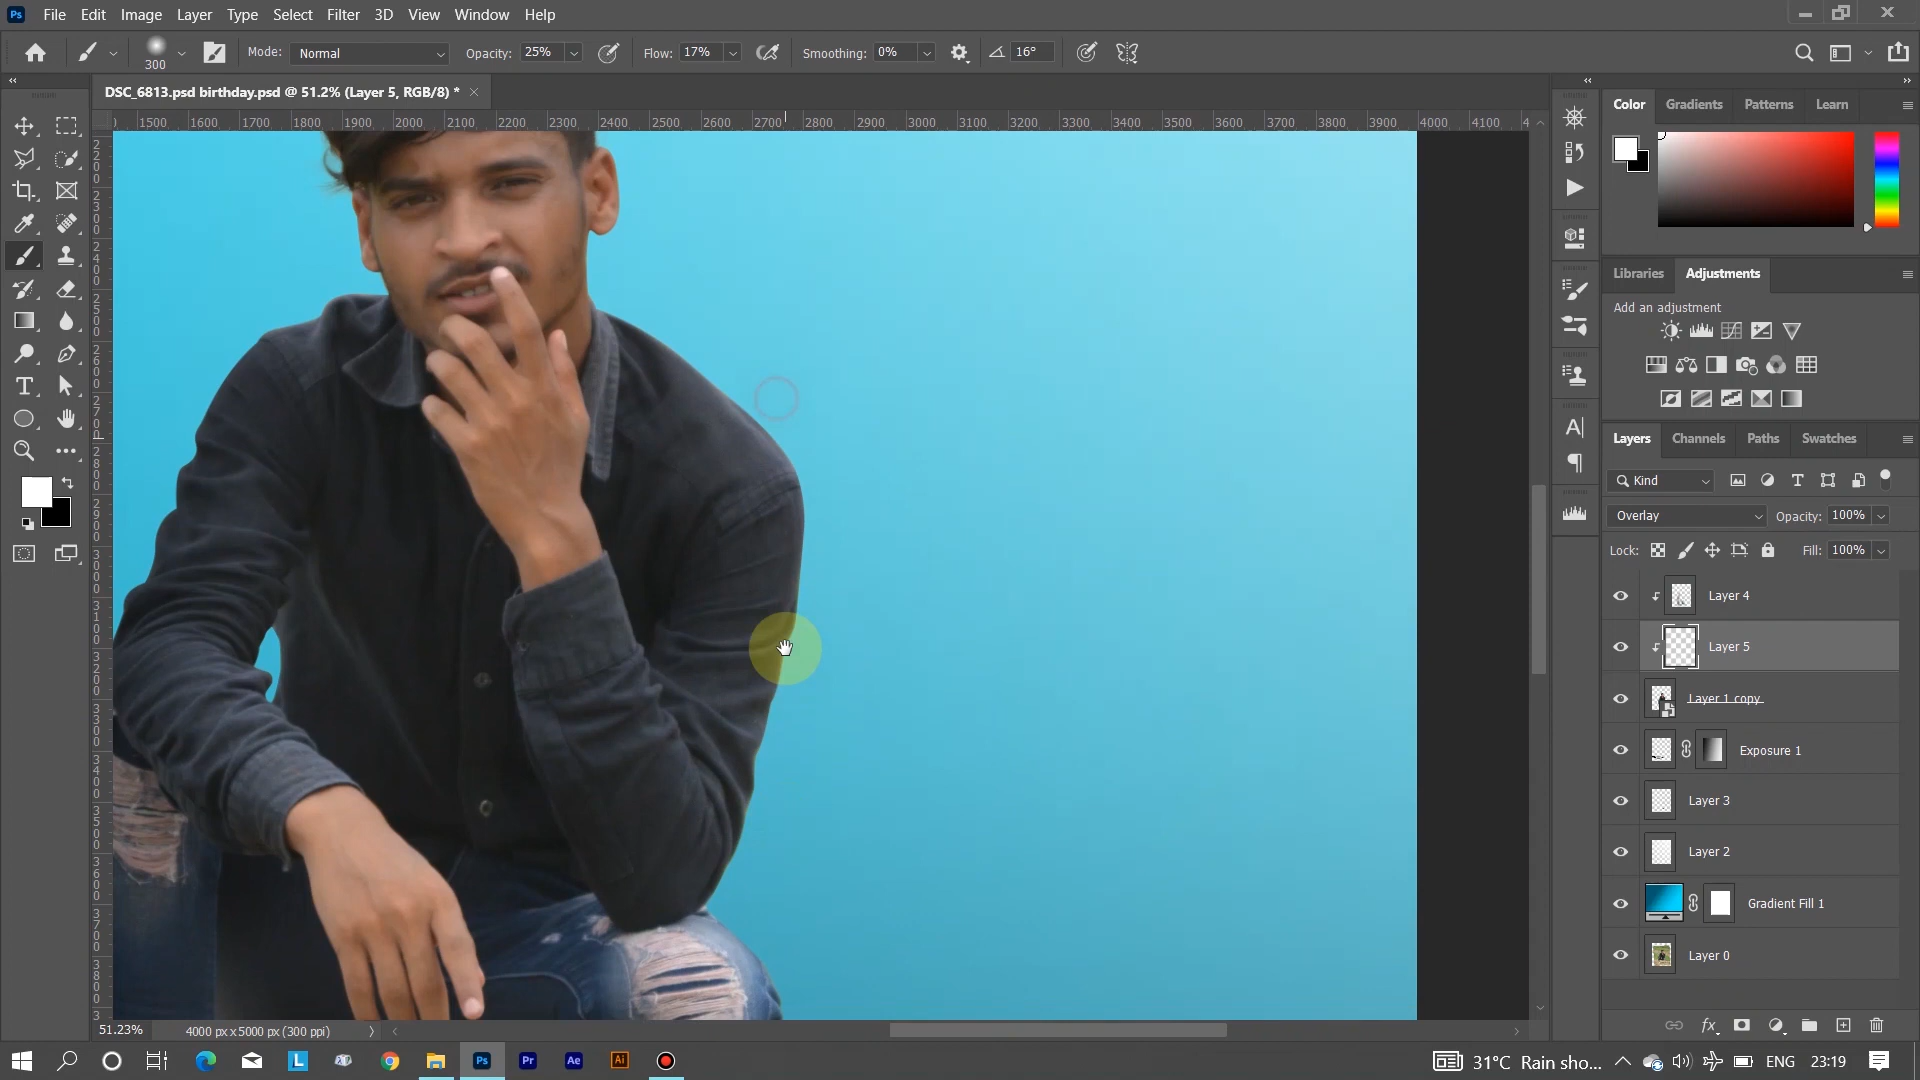 Ps File Edit Image Layer Type Select Filter 3D View Window Help
300 Mode: Normal Opacity: 25% Flow: 17% Smoothing: 0% 16°
DSC_6813.psd birthday.psd @ 51.2% (Layer 5, RGB/8) *
1500 1600 1700 1800 1900 2000 2100 2200 2300 2400 2500 2600 2700 2800 2900 3000 3100 3200 3300 3400 3500 3600 3700 3800 3900 4000 4100 4
Color Gradients Patterns Learn
Libraries Adjustments
Add an adjustment
Layers Channels Paths Swatches
Kind
Overlay Opacity: 100%
Lock: Fill: 100%
Layer 4
Layer 5
Layer 1 copy
Exposure 1
Layer 3
Layer 2
Gradient Fill 1
Layer 0
51.23% 4000 px x 5000 px (300 ppi)
L Ps Pr Ae Ai 31°C Rain sho... ENG 23:19